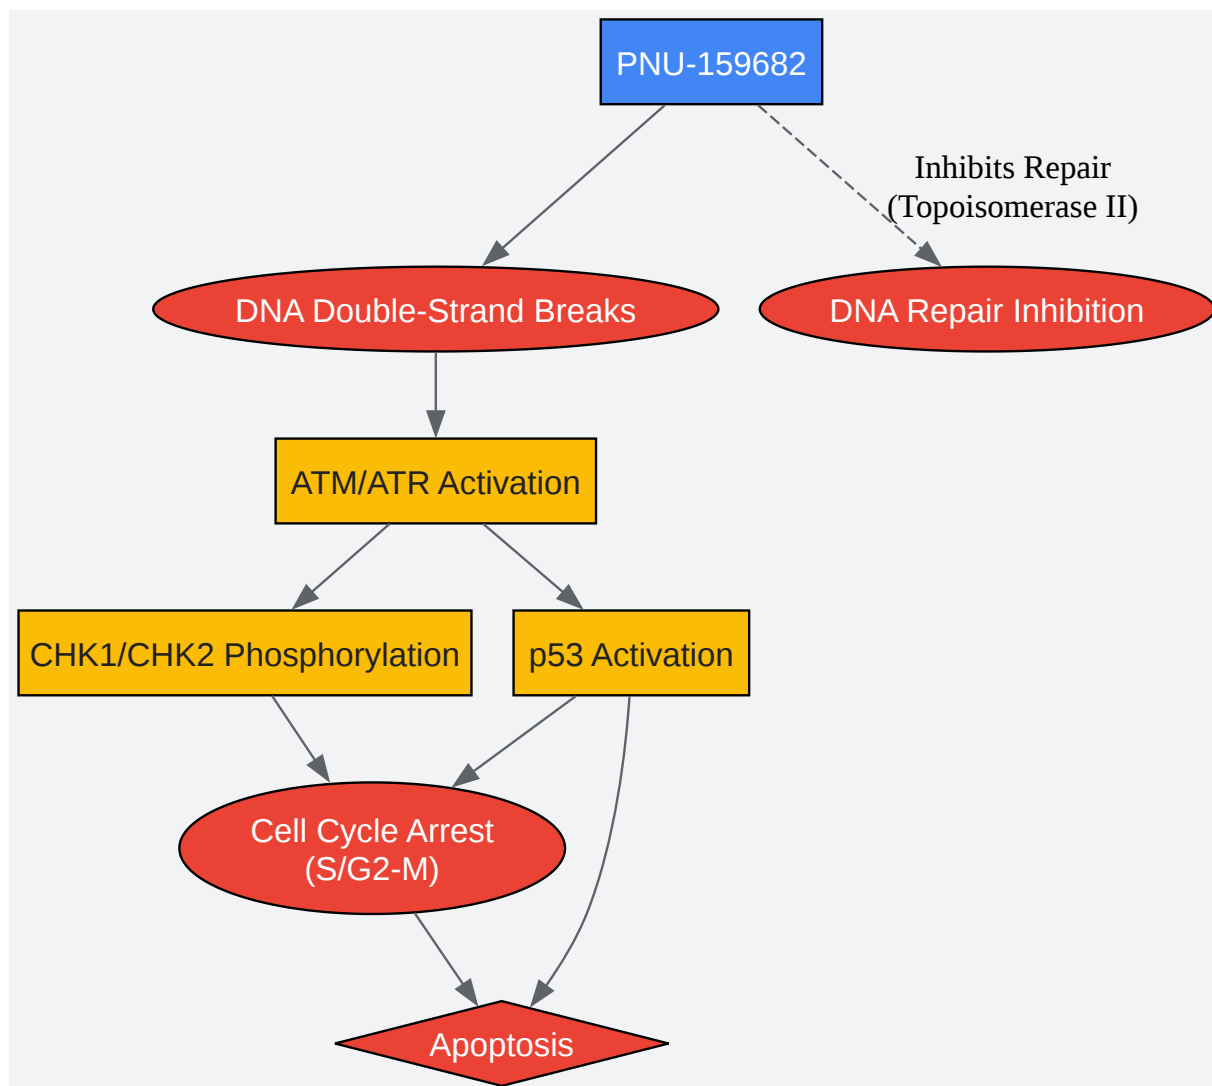 PNU-159682
Inhibits Repair
(Topoisomerase II)
DNA Double-Strand Breaks
DNA Repair Inhibition
ATM/ATR Activation
CHK1/CHK2 Phosphorylation
p53 Activation
Cell Cycle Arrest
(S/G2-M)
Apoptosis